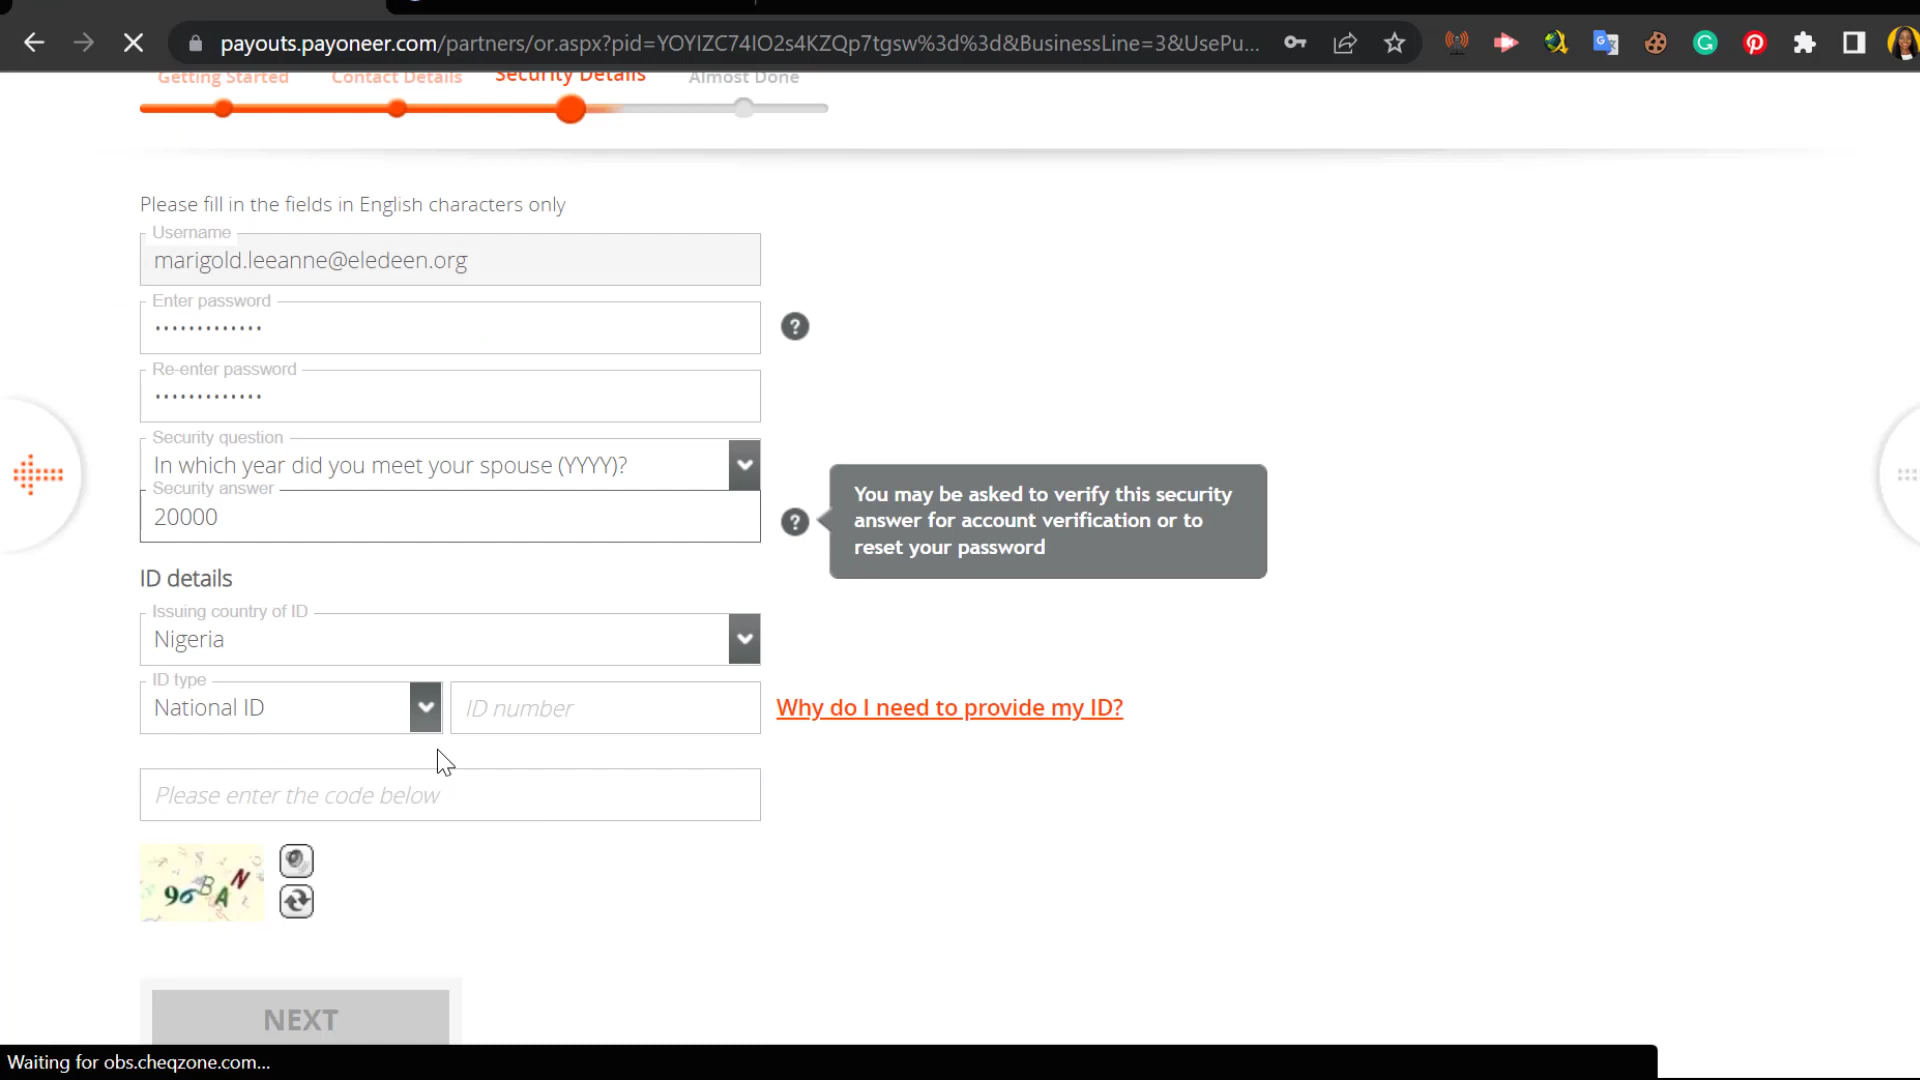 payouts.payoneer.com/partners/or.aspx?pid=YOYIZC74IO2s4KZQp7tgsw%3d%3d&BusinessLine=3&UsePu...
Getting Started Contact Details Security Details Almost Done
Please fill in the fields in English characters only
Username
marigold.leeanne@eledeen.org
Enter password
•••••••••••••
?
Re-enter password
•••••••••••••
Security question
In which year did you meet your spouse (YYYY)?
Security answer
20000
?
You may be asked to verify this security
answer for account verification or to
reset your password
ID details
Issuing country of ID
Nigeria
ID type
National ID
ID number
Why do I need to provide my ID?
Please enter the code below
96BAN
NEXT
Waiting for obs.cheqzone.com...